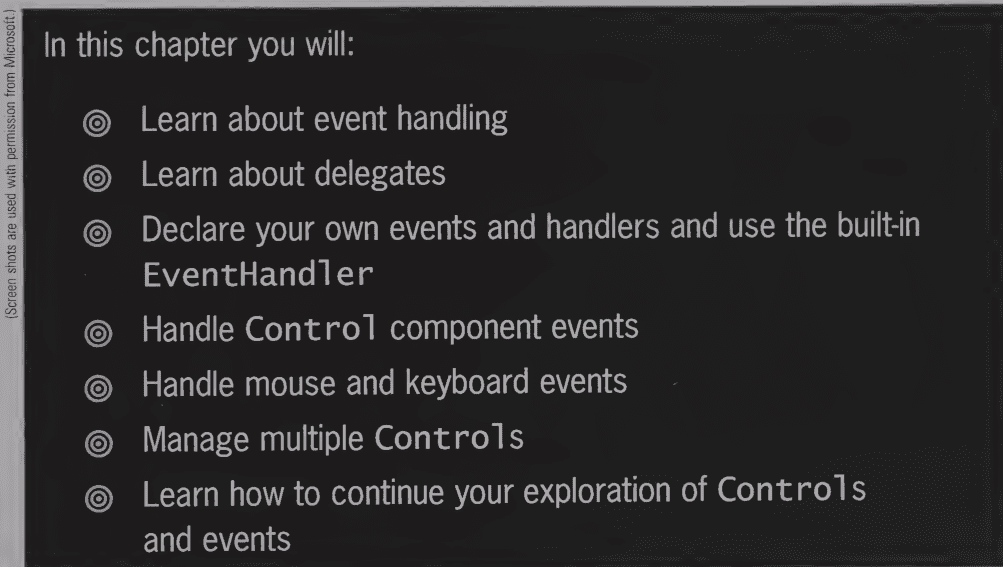 (Screen shots are used with permission from Microsoft.)
In this chapter you will:
Learn about event handling
Learn about delegates
Declare your own events and handlers and use the built-in
EventHandler
Handle Control component events
Handle mouse and keyboard events
Manage multiple Controls
Learn how to continue your exploration of Controls
and events